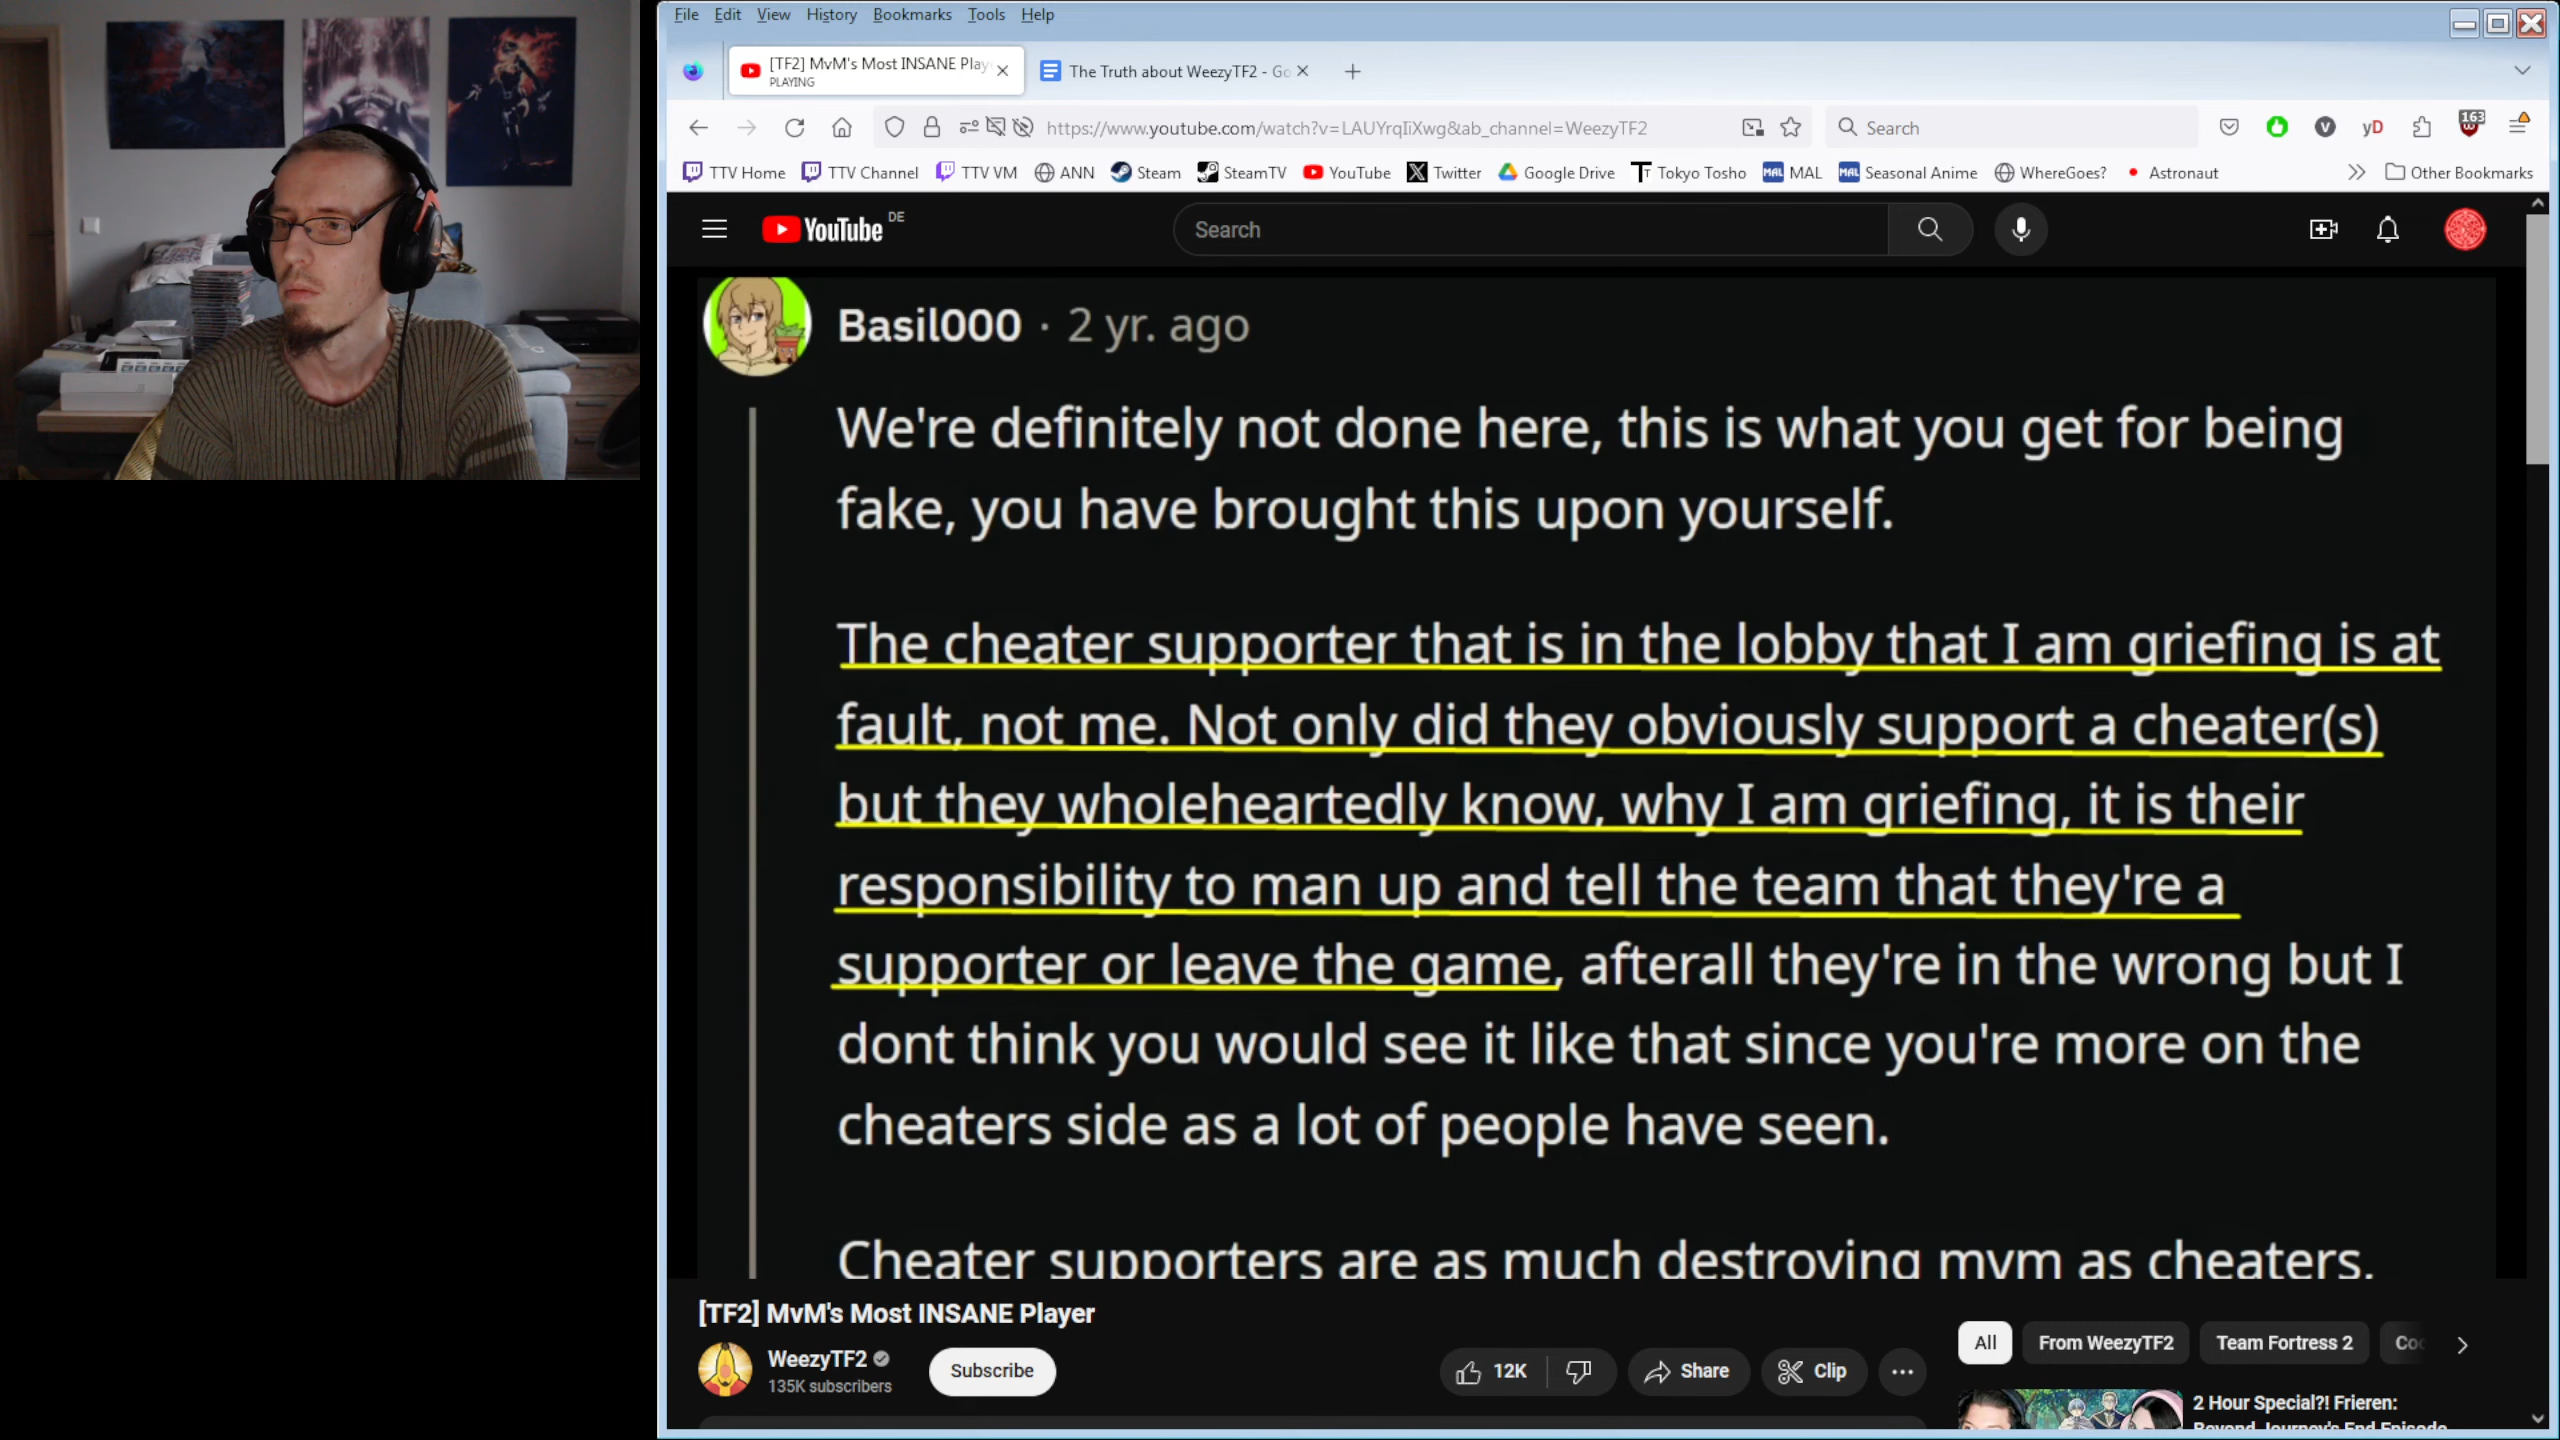 File Edit View History Bookmarks Tools Help
[TF2] MvM's Most INSANE Play
PLAYING
The Truth about WeezyTF2 - Go
https://www.youtube.com/watch?v=LAUYrqIiXwg&ab_channel=WeezyTF2
Search
163
yD
TTV Home TTV Channel TTV VM ANN Steam SteamTV YouTube Twitter Google Drive Tokyo Tosho MAL Seasonal Anime WhereGoes? Astronaut Other Bookmarks
YouTube DE
Search
Basil000 · 2 yr. ago
We're definitely not done here, this is what you get for being
fake, you have brought this upon yourself.
The cheater supporter that is in the lobby that I am griefing is at
fault, not me. Not only did they obviously support a cheater(s)
but they wholeheartedly know, why I am griefing, it is their
responsibility to man up and tell the team that they're a
supporter or leave the game, afterall they're in the wrong but I
dont think you would see it like that since you're more on the
cheaters side as a lot of people have seen.
Cheater supporters are as much destroying mvm as cheaters,
[TF2] MvM's Most INSANE Player
WeezyTF2
135K subscribers
Subscribe
12K
Share
Clip
All From WeezyTF2 Team Fortress 2
2 Hour Special?! Frieren:
Beyond Journey's End Episode